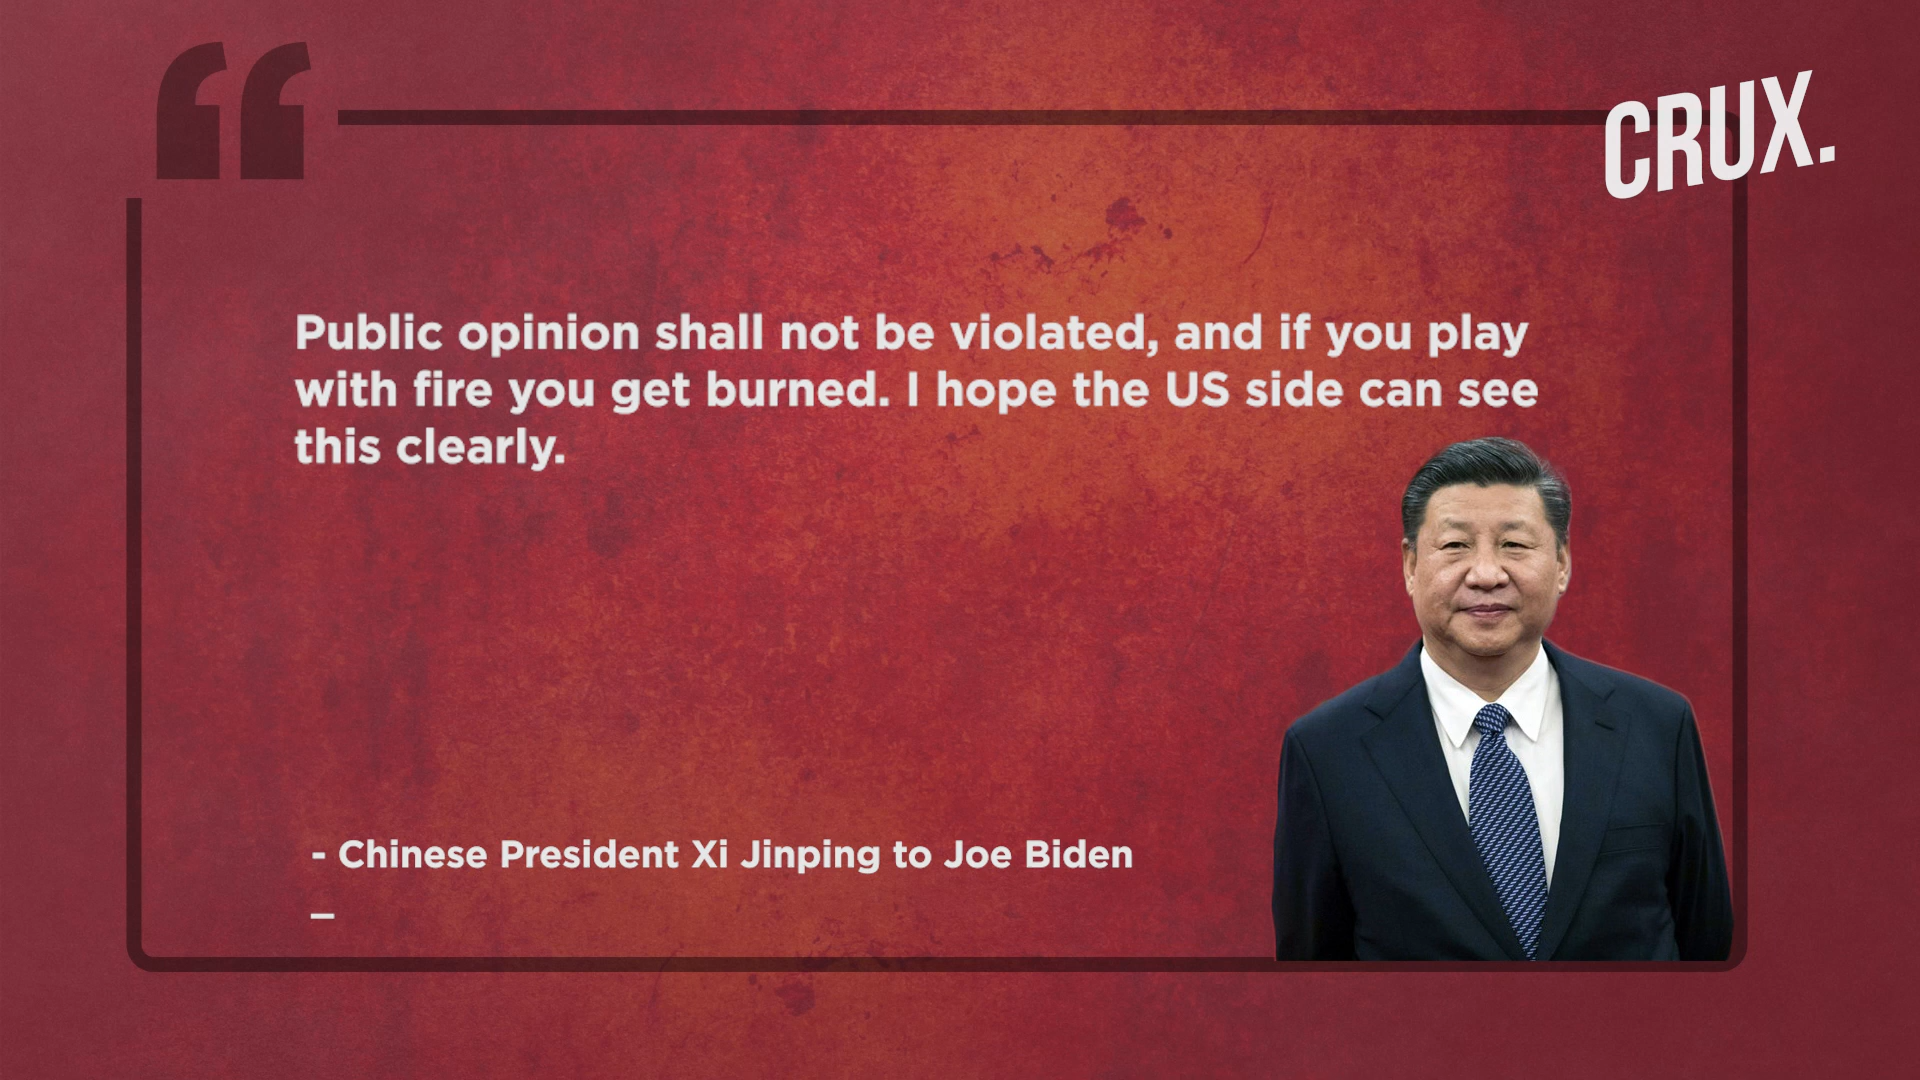 CRUX.
Public opinion shall not be violated, and if you play
with fire you get burned. I hope the US side can see
this clearly.
- Chinese President Xi Jinping to Joe Biden
–